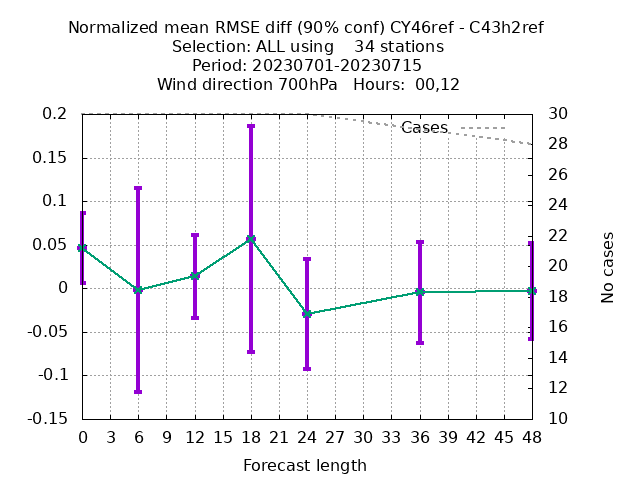 Normalized mean RMSE diff (90% conf) CY46ref - C43h2ref
Selection: ALL using    34 stations
Period: 20230701-20230715
Wind direction 700hPa   Hours:  00,12
0.2
0.15
0.1
0.05
0
-0.05
-0.1
-0.15
Cases
30
28
26
24
22
20
18
16
14
12
10
No cases
0 3 6 9 12 15 18 21 24 27 30 33 36 39 42 45 48
Forecast length